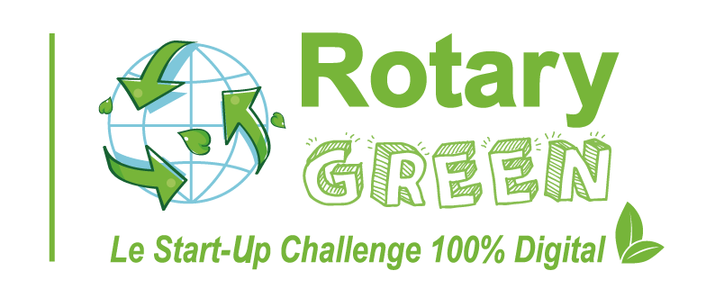 Rotary
GREEN
Le Start-Up Challenge 100% Digital